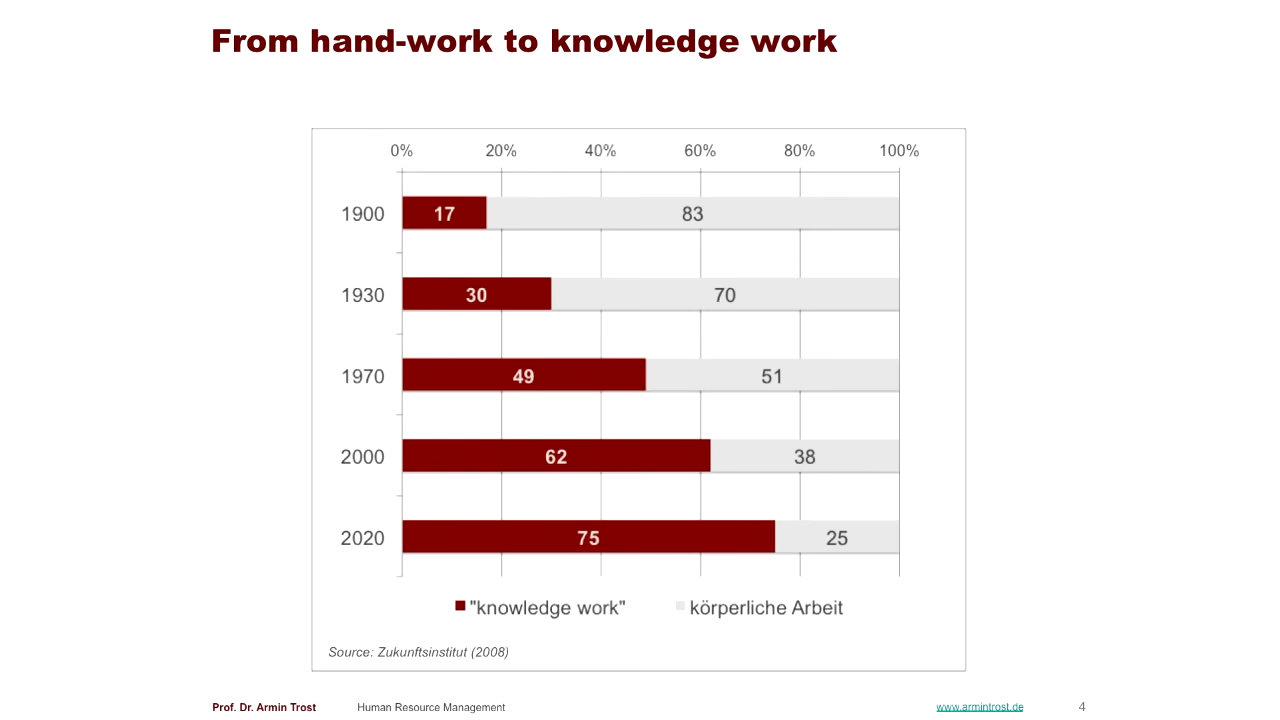 From hand-work to knowledge work
0% 20% 40% 60% 80% 100%
1900 17 83
1930 30 70
1970 49 51
2000 62 38
2020 75 25
"knowledge work" körperliche Arbeit
Source: Zukunftsinstitut (2008)
Prof. Dr. Armin Trost Human Resource Management www.armintrost.de 4